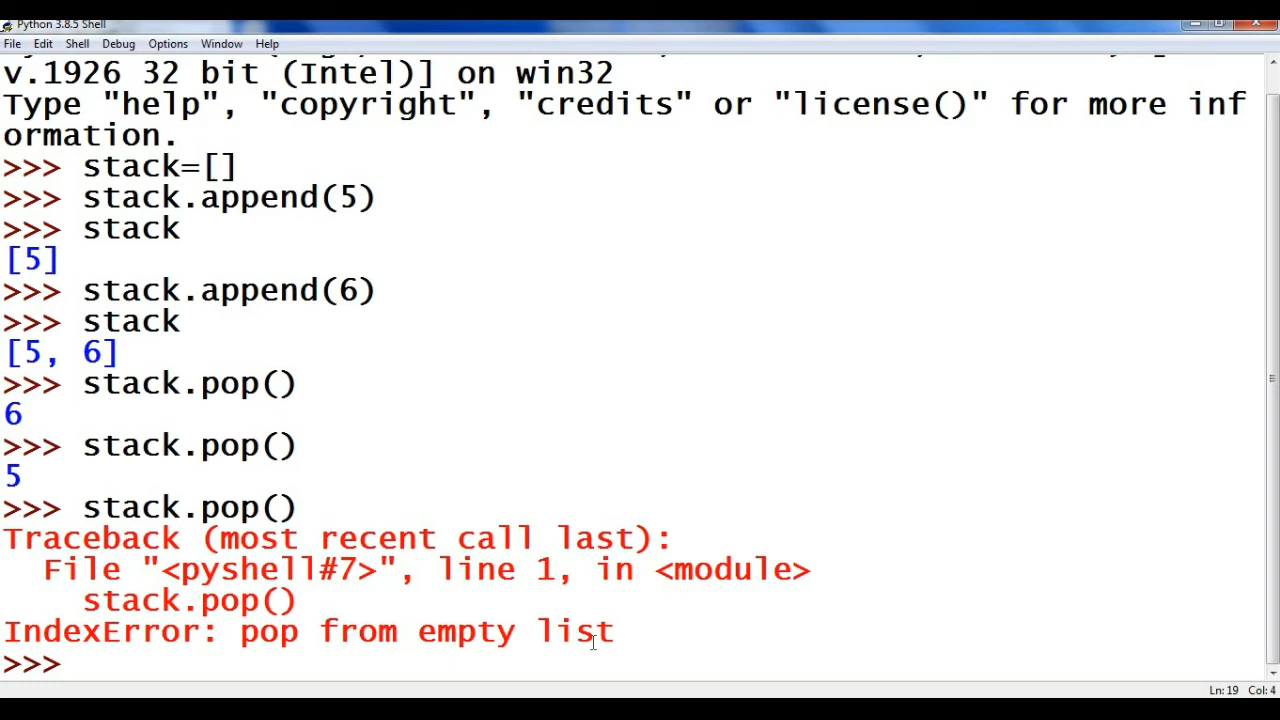 Python 3.8.5 Shell
File Edit Shell Debug Options Window Help
v.1926 32 bit (Intel)] on win32
Type "help", "copyright", "credits" or "license()" for more inf
ormation.
>>> stack=[]
>>> stack.append(5)
>>> stack
[5]
>>> stack.append(6)
>>> stack
[5, 6]
>>> stack.pop()
6
>>> stack.pop()
5
>>> stack.pop()
Traceback (most recent call last):
  File "<pyshell#7>", line 1, in <module>
    stack.pop()
IndexError: pop from empty list
>>>
Ln: 19 Col: 4